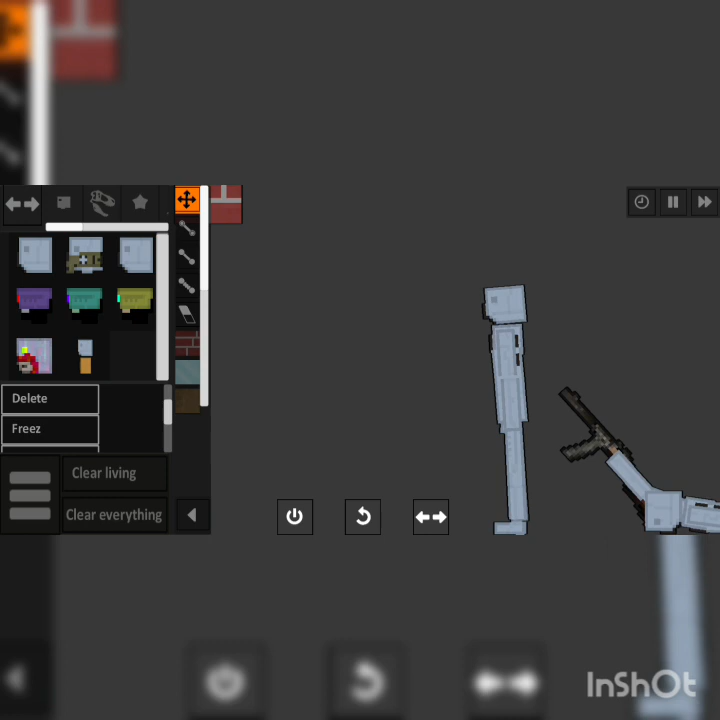 Delete
Freez
Clear living
Clear everything
InShOt